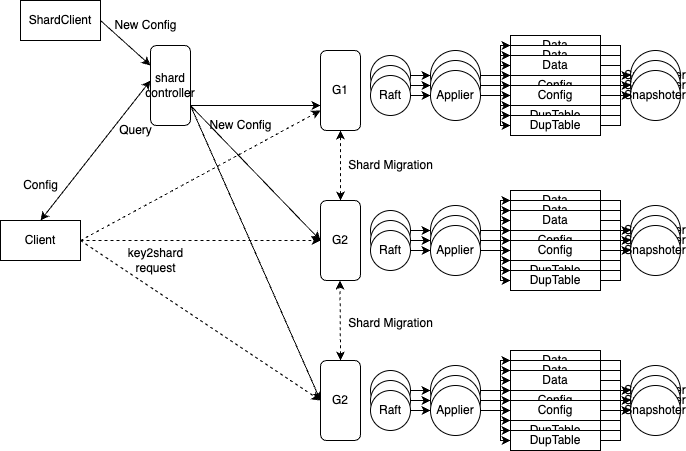 ShardClient
New Config
shard
controller
Query
Config
Client
New Config
key2shard
request
G1
Shard Migration
G2
Shard Migration
G2
Raft
Applier
Data
Data
Data
Config
Config
DupTable
DupTable
Snapshoter
Raft
Applier
Data
Data
Data
Config
Config
DupTable
DupTable
Snapshoter
Raft
Applier
Data
Data
Config
Config
DupTable
DupTable
Snapshoter